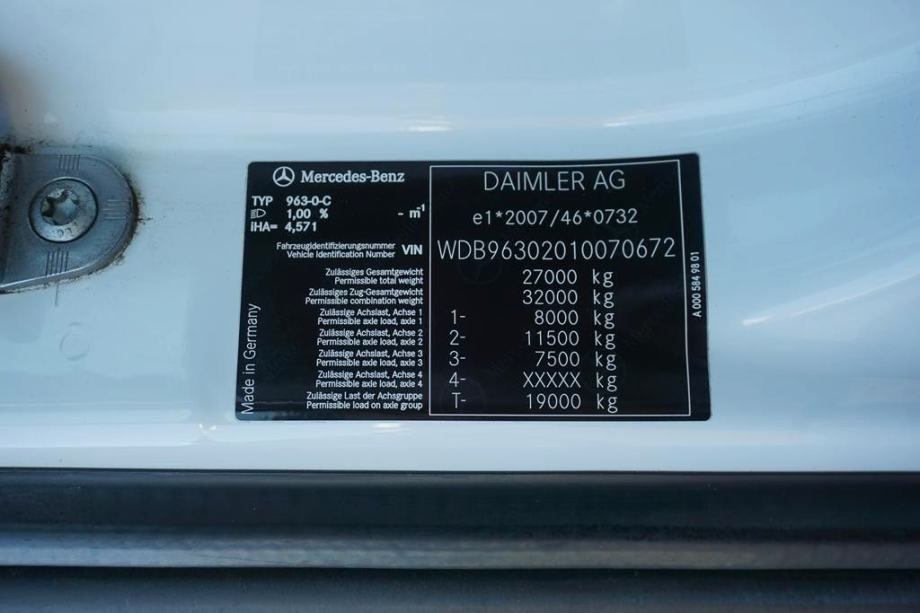 Mercedes-Benz
DAIMLER AG
TYP 963-0-C
1,00 % - m⁻¹
iHA= 4,571
e1*2007/46*0732
Fahrzeugidentifizierungsnummer
Vehicle Identification Number VIN WDB96302010070672
Zulässiges Gesamtgewicht
Permissible total weight 27000 kg
Zulässiges Zug-Gesamtgewicht
Permissible combination weight 32000 kg
Zulässige Achslast, Achse 1
Permissible axle load, axle 1 1- 8000 kg
Zulässige Achslast, Achse 2
Permissible axle load, axle 2 2- 11500 kg
Zulässige Achslast, Achse 3
Permissible axle load, axle 3 3- 7500 kg
Zulässige Achslast, Achse 4
Permissible axle load, axle 4 4- XXXXX kg
Zulässige Last der Achsgruppe
Permissible load on axle group T- 19000 kg
Made in Germany
A 000 584 98 01